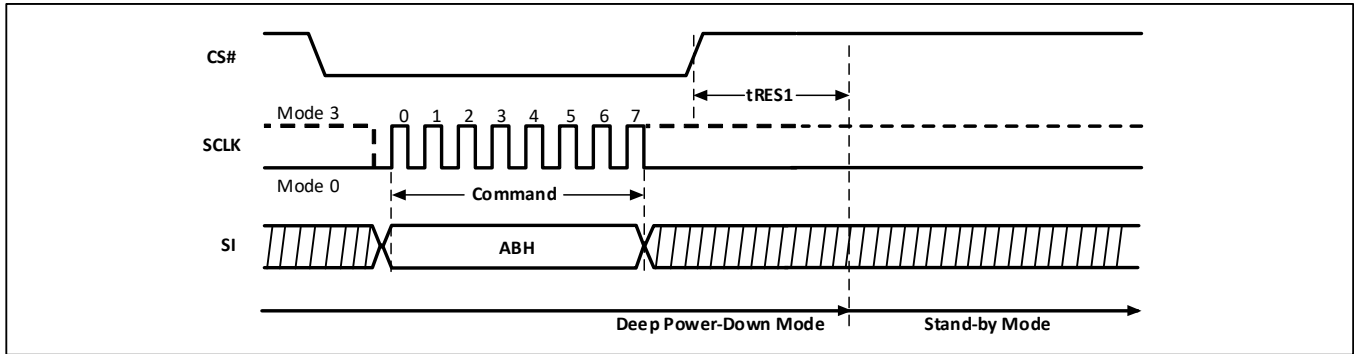 CS#
tRES1
Mode 3
0 1 2 3 4 5 6 7
SCLK
Mode 0
Command
SI
ABH
Deep Power-Down Mode
Stand-by Mode